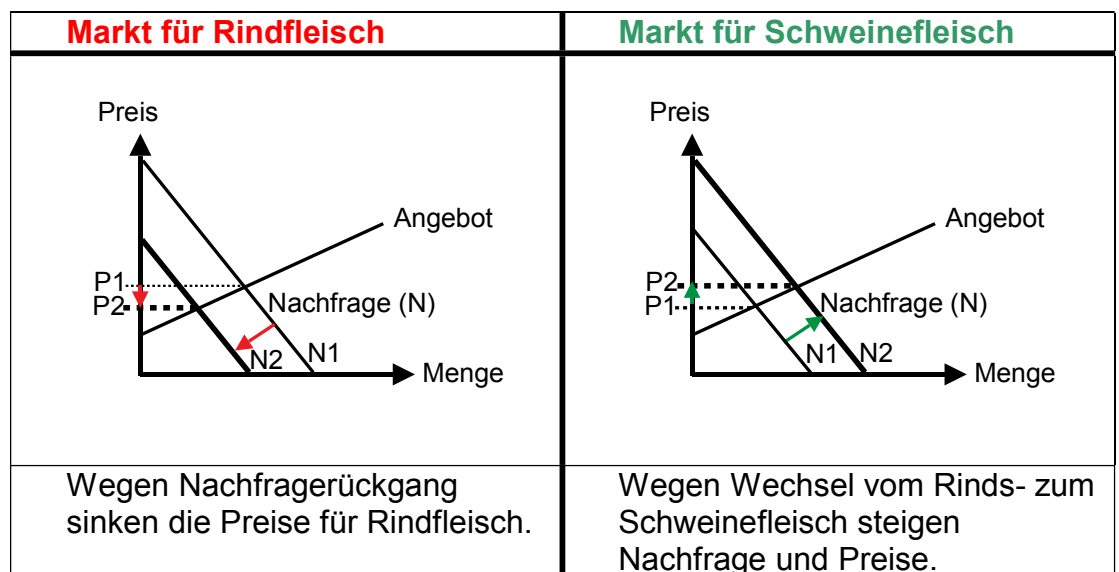 Markt für Rindfleisch
Preis
Angebot
P1
P2
Nachfrage (N)
N2
N1
Menge
Wegen Nachfragerückgang
sinken die Preise für Rindfleisch.
Markt für Schweinefleisch
Preis
Angebot
P2
P1
Nachfrage (N)
N1
N2
Menge
Wegen Wechsel vom Rinds- zum
Schweinefleisch steigen
Nachfrage und Preise.